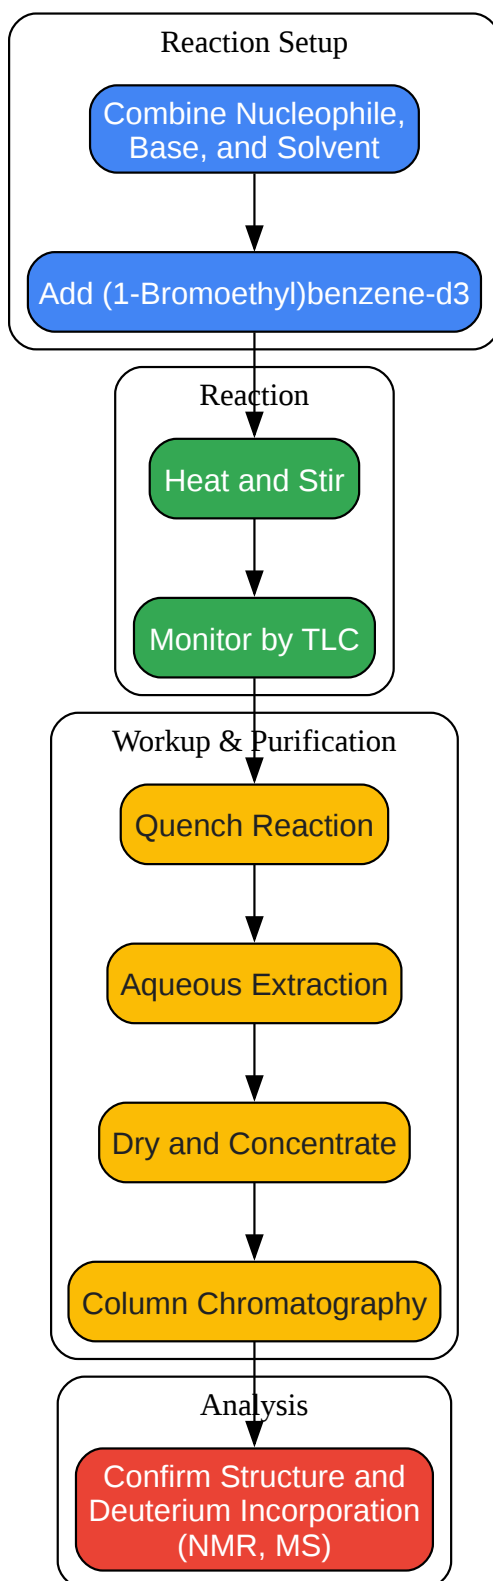 Reaction Setup
Combine Nucleophile,
Base, and Solvent
Add (1-Bromoethyl)benzene-d3
Reaction
Heat and Stir
Monitor by TLC
Workup & Purification
Quench Reaction
Aqueous Extraction
Dry and Concentrate
Column Chromatography
Analysis
Confirm Structure and
Deuterium Incorporation
(NMR, MS)